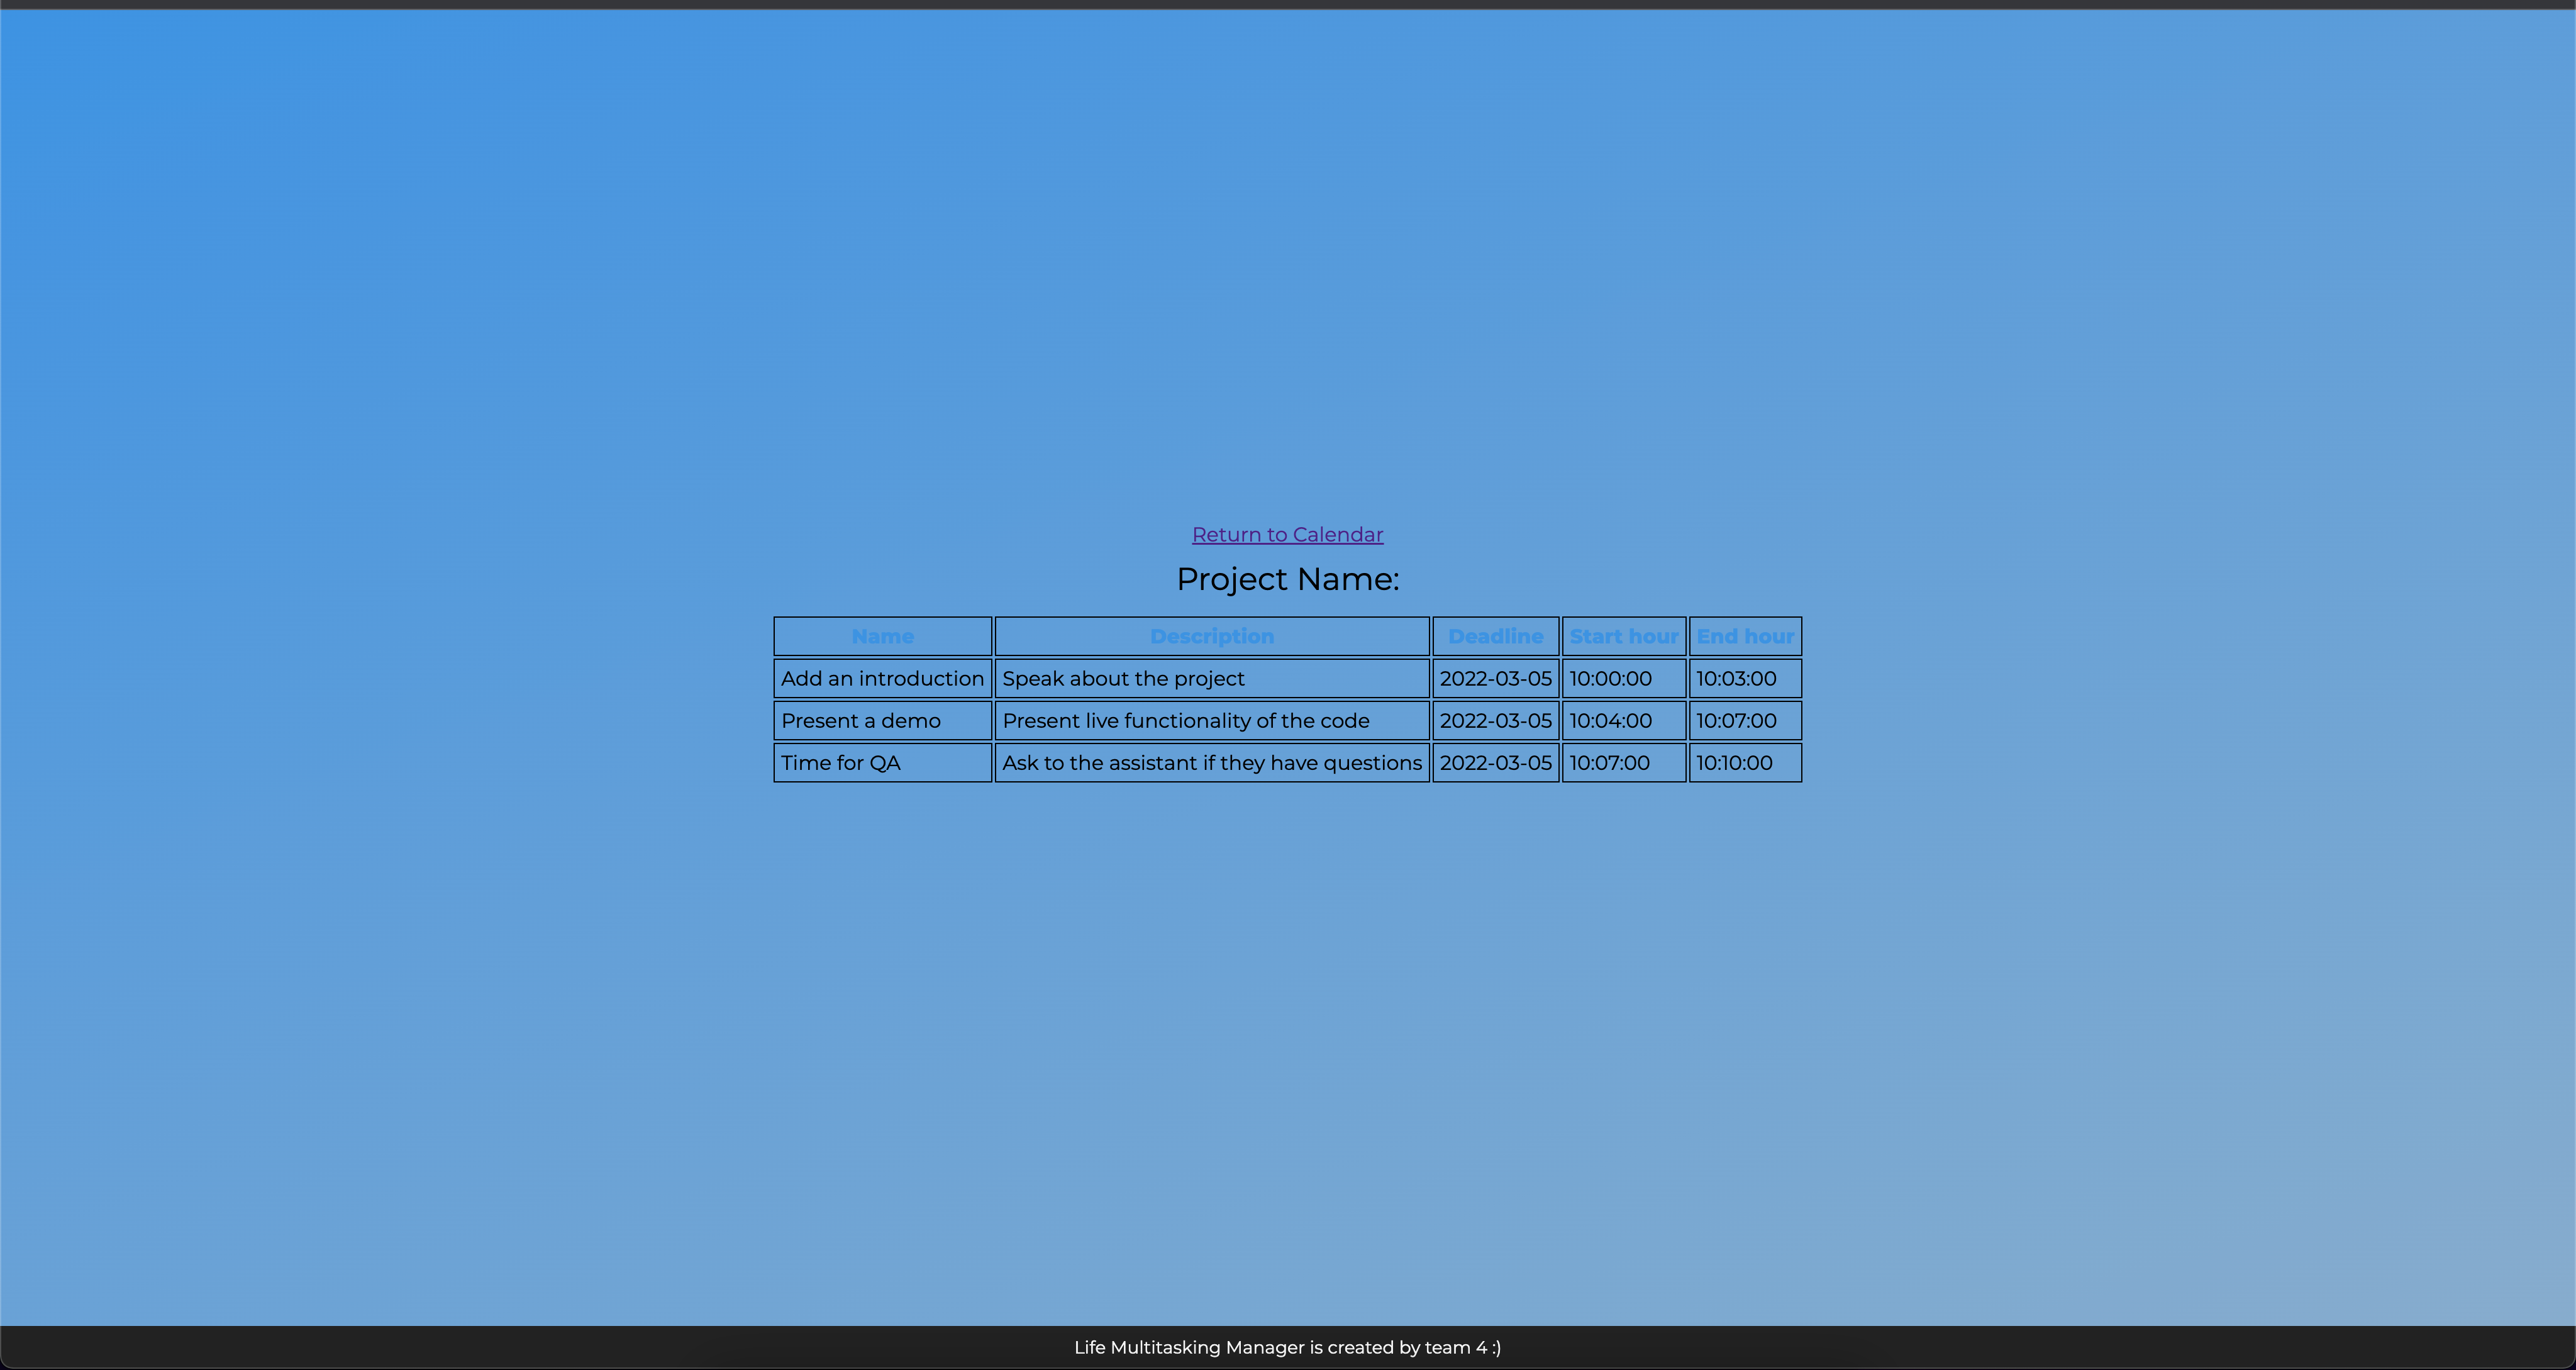 Return to Calendar
Project Name:
Name Description Deadline Start hour End hour
Add an introduction Speak about the project 2022-03-05 10:00:00 10:03:00
Present a demo Present live functionality of the code 2022-03-05 10:04:00 10:07:00
Time for QA Ask to the assistant if they have questions 2022-03-05 10:07:00 10:10:00
Life Multitasking Manager is created by team 4 :)